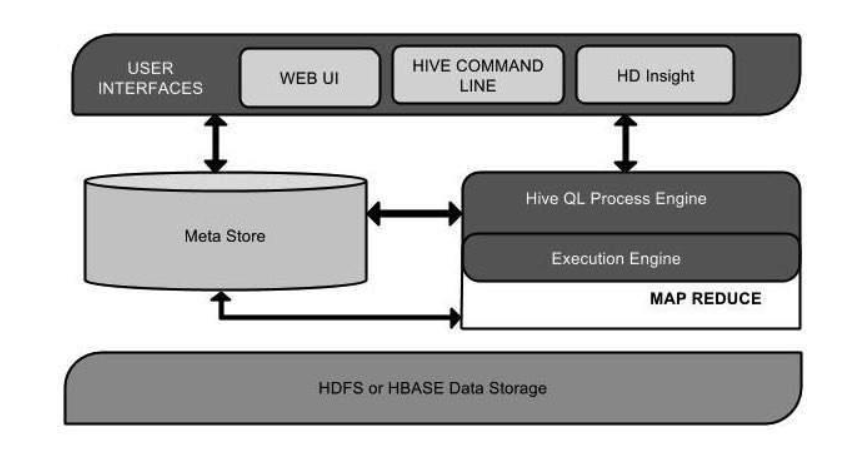 USER
INTERFACES
WEB UI
HIVE COMMAND
LINE
HD Insight
Meta Store
Hive QL Process Engine
Execution Engine
MAP REDUCE
HDFS or HBASE Data Storage